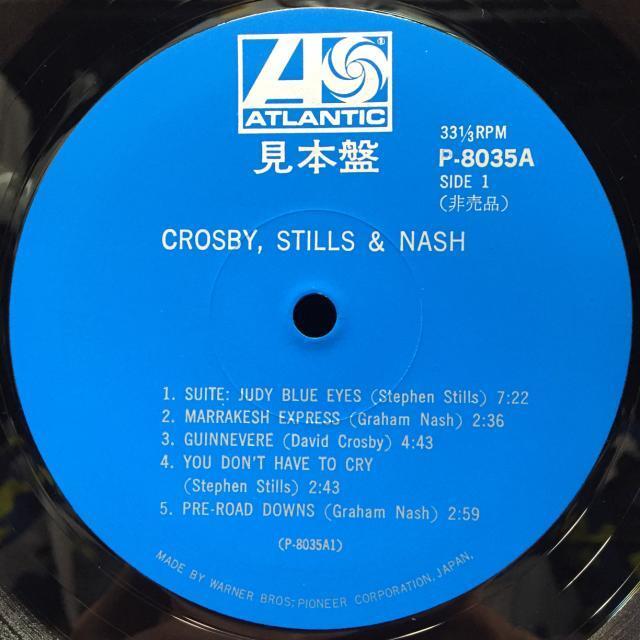 ATLANTIC
®
見本盤
33⅓RPM
P-8035A
SIDE 1
(非売品)
CROSBY, STILLS & NASH
1. SUITE: JUDY BLUE EYES (Stephen Stills) 7:22
2. MARRAKESH EXPRESS (Graham Nash) 2:36
3. GUINNEVERE (David Crosby) 4:43
4. YOU DON'T HAVE TO CRY
(Stephen Stills) 2:43
5. PRE-ROAD DOWNS (Graham Nash) 2:59
(P-8035A1)
MADE BY WARNER BROS: PIONEER CORPORATION, JAPAN,